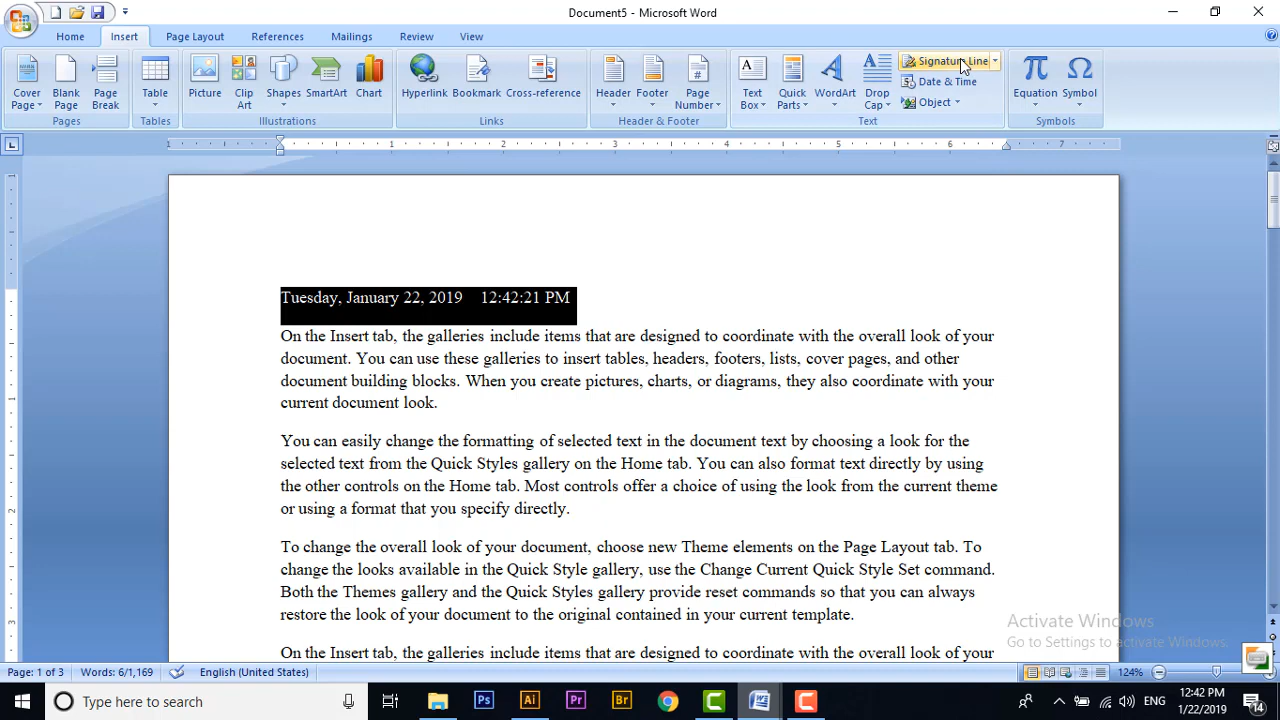 Document5 - Microsoft Word
Home Insert Page Layout References Mailings Review View
Cover Page Blank Page Page Break
Pages
Table
Tables
Picture Clip Art Shapes SmartArt Chart
Illustrations
Hyperlink Bookmark Cross-reference
Links
Header Footer Page Number
Header & Footer
Text Box Quick Parts WordArt Drop Cap
Signature Line
Date & Time
Object
Text
Equation Symbol
Symbols
1 1 2 3 4 5 6 7
Tuesday, January 22, 2019 12:42:21 PM
On the Insert tab, the galleries include items that are designed to coordinate with the overall look of your
document. You can use these galleries to insert tables, headers, footers, lists, cover pages, and other
document building blocks. When you create pictures, charts, or diagrams, they also coordinate with your
current document look.
You can easily change the formatting of selected text in the document text by choosing a look for the
selected text from the Quick Styles gallery on the Home tab. You can also format text directly by using
the other controls on the Home tab. Most controls offer a choice of using the look from the current theme
or using a format that you specify directly.
To change the overall look of your document, choose new Theme elements on the Page Layout tab. To
change the looks available in the Quick Style gallery, use the Change Current Quick Style Set command.
Both the Themes gallery and the Quick Styles gallery provide reset commands so that you can always
restore the look of your document to the original contained in your current template.
On the Insert tab, the galleries include items that are designed to coordinate with the overall look of your
Activate Windows
Go to Settings to activate Windows.
Page: 1 of 3 Words: 6/1,169 English (United States) 124%
Type here to search
Ps Ai Pr Br
ENG
12:42 PM
1/22/2019
14